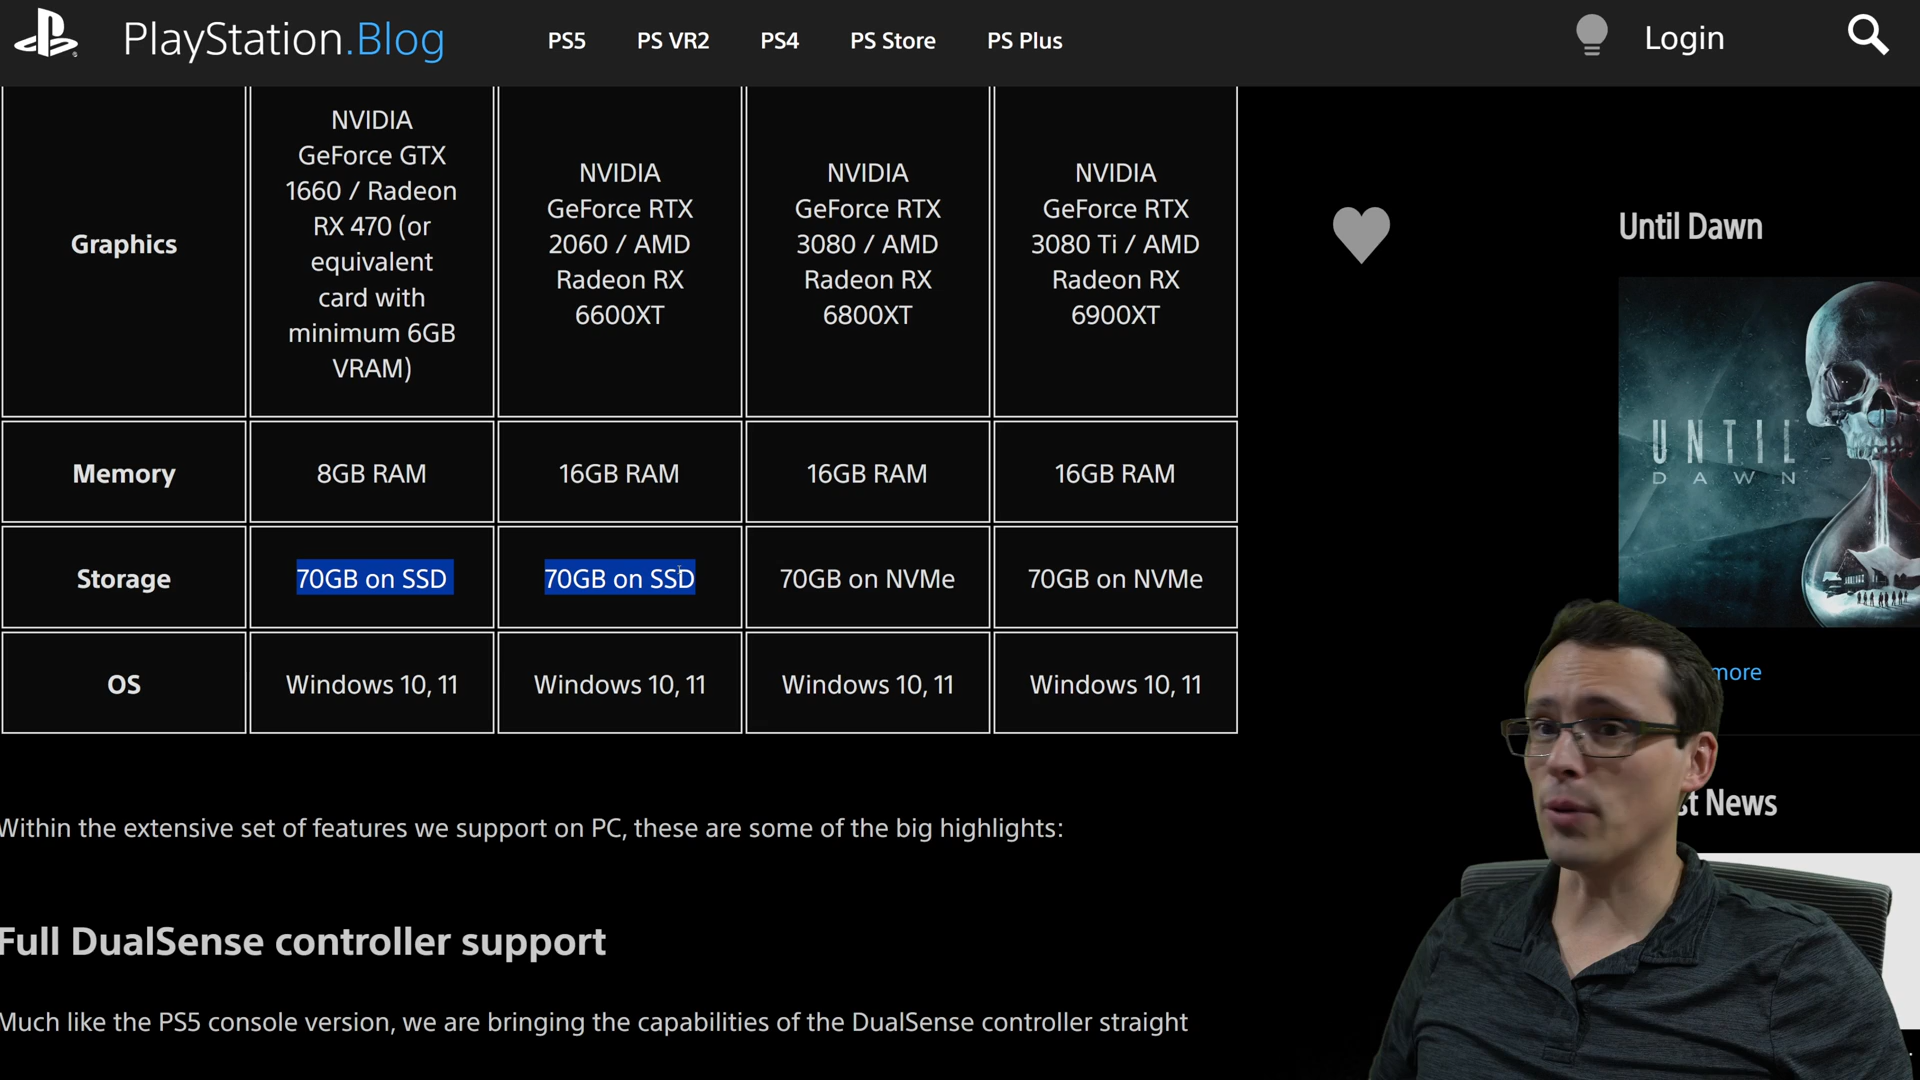 PlayStation.Blog
PS5
PS VR2
PS4
PS Store
PS Plus
Login
Graphics
NVIDIA
GeForce GTX
1660 / Radeon
RX 470 (or
equivalent
card with
minimum 6GB
VRAM)
NVIDIA
GeForce RTX
2060 / AMD
Radeon RX
6600XT
NVIDIA
GeForce RTX
3080 / AMD
Radeon RX
6800XT
NVIDIA
GeForce RTX
3080 Ti / AMD
Radeon RX
6900XT
Memory
8GB RAM
16GB RAM
16GB RAM
16GB RAM
Storage
70GB on SSD
70GB on SSD
70GB on NVMe
70GB on NVMe
OS
Windows 10, 11
Windows 10, 11
Windows 10, 11
Windows 10, 11
Within the extensive set of features we support on PC, these are some of the big highlights:
Full DualSense controller support
Much like the PS5 console version, we are bringing the capabilities of the DualSense controller straight
Until Dawn
UNTIL
DAWN
more
News